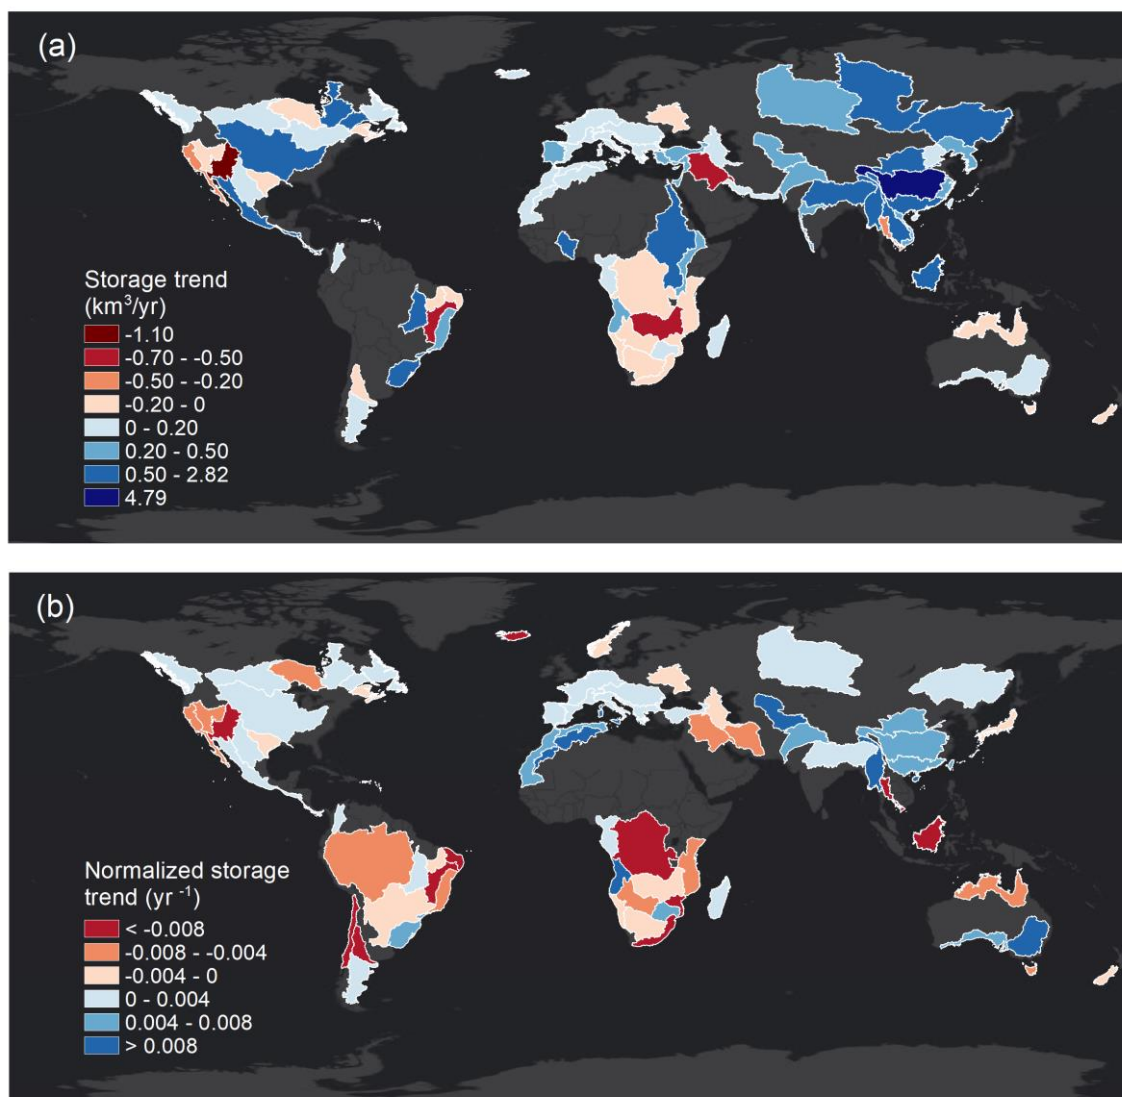 (a)
Storage trend
(km³/yr)
-1.10
-0.70 - -0.50
-0.50 - -0.20
-0.20 - 0
0 - 0.20
0.20 - 0.50
0.50 - 2.82
4.79
(b)
Normalized storage
trend (yr ⁻¹)
< -0.008
-0.008 - -0.004
-0.004 - 0
0 - 0.004
0.004 - 0.008
> 0.008